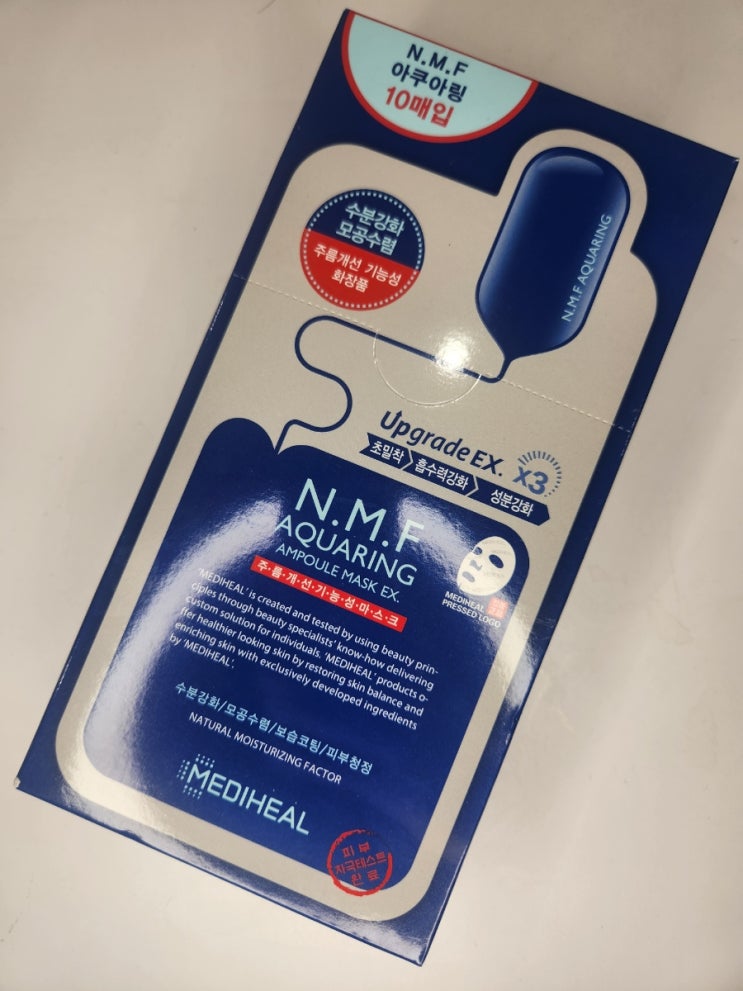 N.M.F
아쿠아링
10매입
수분강화
모공수렴
주름개선 기능성
화장품
N.M.F AQUARING
Upgrade EX. x3
초밀착 흡수력강화 성분강화
N.M.F
AQUARING
AMPOULE MASK EX.
주·름·개·선·기·능·성·마·스·크
MEDIHEAL
PRESSED LOGO
'MEDIHEAL' is created and tested by using beauty prin-
ciples through beauty specialists' know-how delivering
custom solution for individuals. 'MEDIHEAL' products o-
ffer healthier looking skin by restoring skin balance and
enriching skin with exclusively developed ingredients
by 'MEDIHEAL'.
수분강화/모공수렴/보습코팅/피부청정
NATURAL MOISTURIZING FACTOR
MEDIHEAL
피 부
자극테스트
완 료